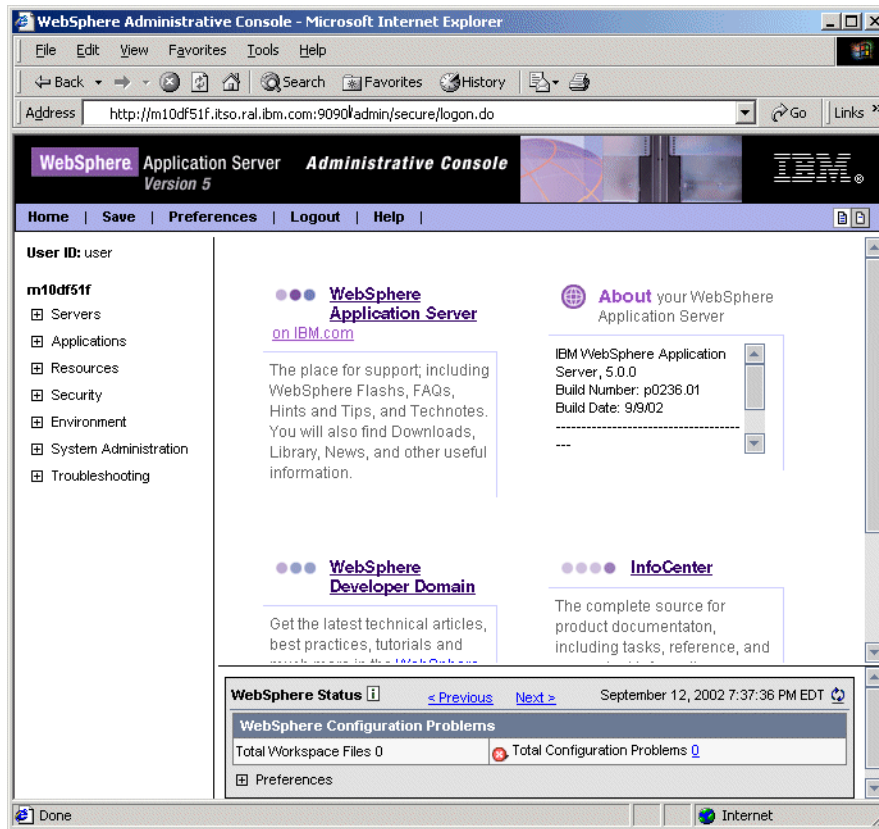 WebSphere Administrative Console - Microsoft Internet Explorer
File Edit View Favorites Tools Help
Back Search Favorites History
Address http://m10df51f.itso.ral.ibm.com:9090/admin/secure/logon.do Go Links »
WebSphere Application Server Administrative Console
Version 5
IBM®
Home | Save | Preferences | Logout | Help |
User ID: user
m10df51f
Servers
Applications
Resources
Security
Environment
System Administration
Troubleshooting
WebSphere
Application Server
on IBM.com
The place for support; including
WebSphere Flashs, FAQs,
Hints and Tips, and Technotes.
You will also find Downloads,
Library, News, and other useful
information.
About your WebSphere
Application Server
IBM WebSphere Application
Server, 5.0.0
Build Number: p0236.01
Build Date: 9/9/02
-----------------------------------
---
WebSphere
Developer Domain
Get the latest technical articles,
best practices, tutorials and
much more in the WebSphere
InfoCenter
The complete source for
product documentaton,
including tasks, reference, and
WebSphere Status i < Previous Next > September 12, 2002 7:37:36 PM EDT
WebSphere Configuration Problems
Total Workspace Files 0 Total Configuration Problems 0
Preferences
Done Internet